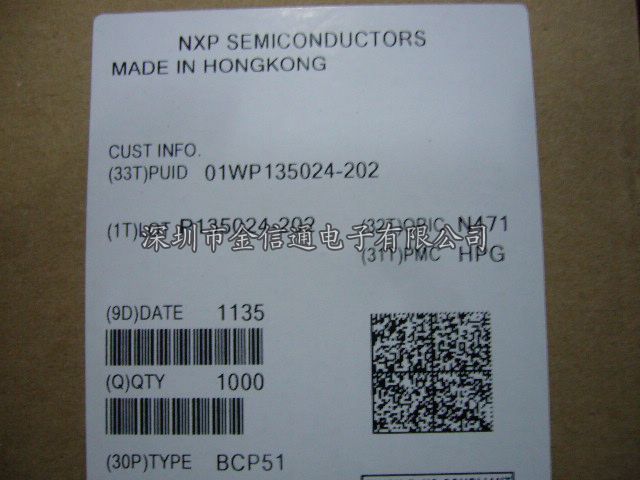 NXP SEMICONDUCTORS
MADE IN HONGKONG
CUST INFO.
(33T)PUID 01WP135024-202
(1T)LOT P135024-202 (32T)ORIC N471
深圳市金信通电子有限公司
(31T)PMC HPG
(9D)DATE 1135
(Q)QTY 1000
(30P)TYPE BCP51